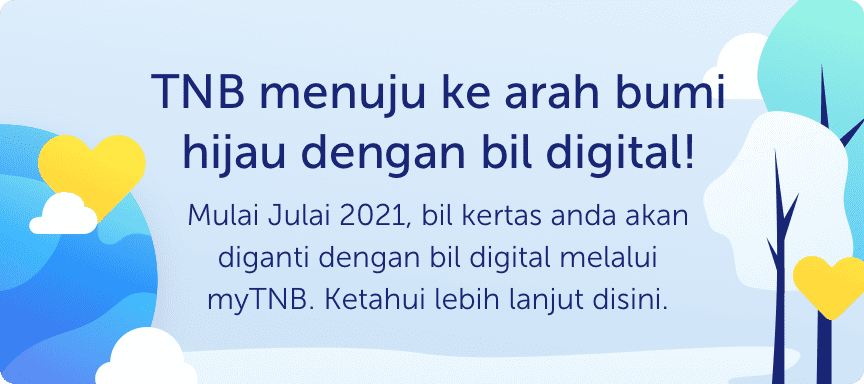 TNB menuju ke arah bumi
hijau dengan bil digital!
Mulai Julai 2021, bil kertas anda akan
diganti dengan bil digital melalui
myTNB. Ketahui lebih lanjut disini.